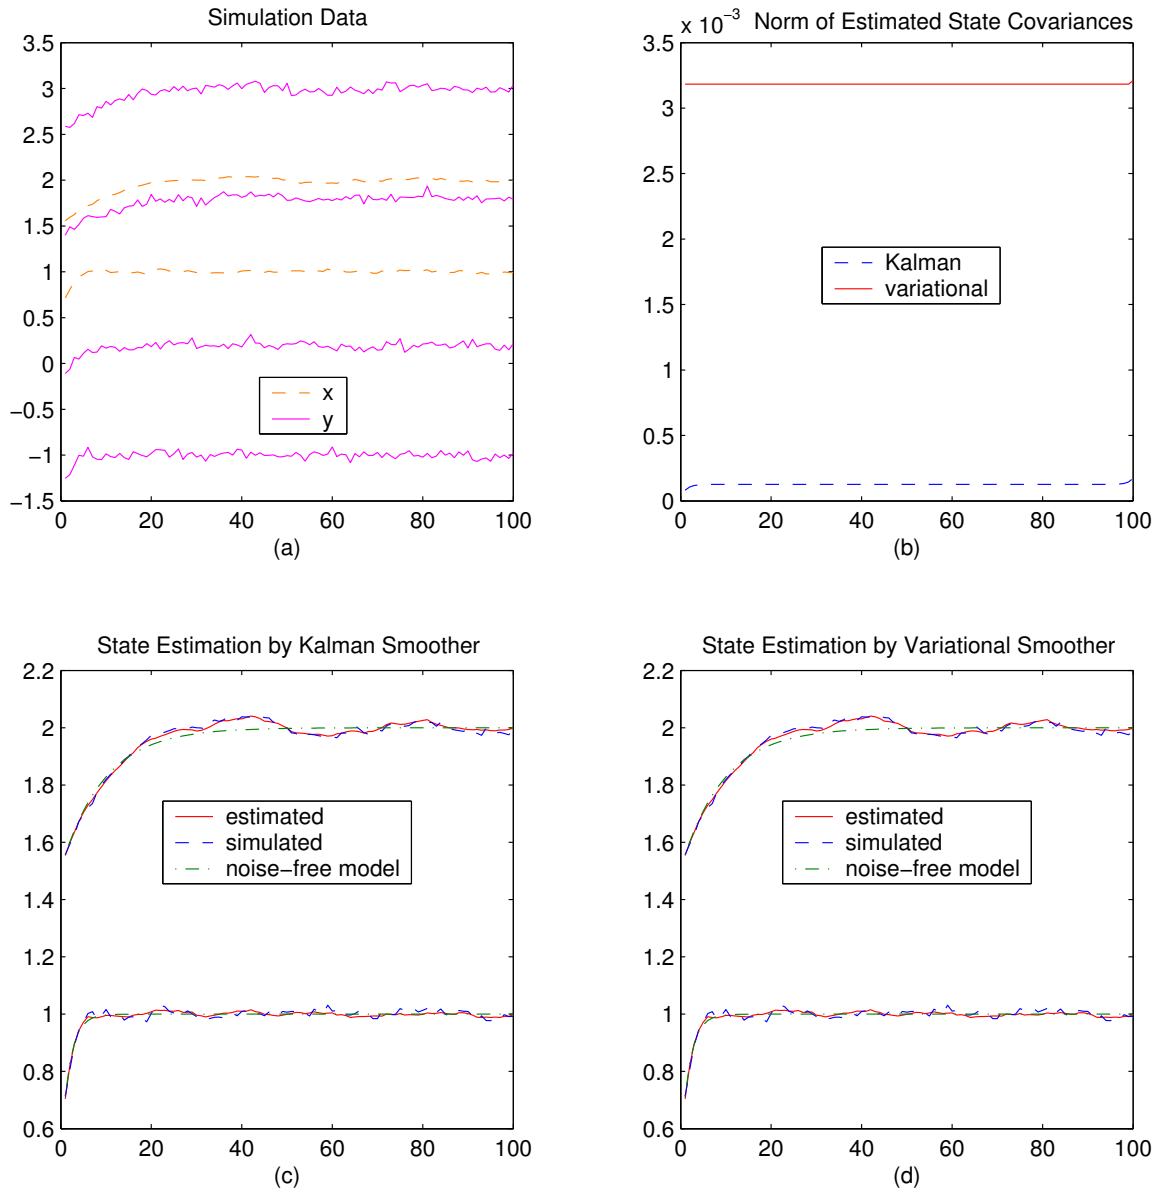 Simulation Data
3.5
3
2.5
2
1.5
1
0.5
0
−0.5
−1
−1.5
0 20 40 60 80 100
x
y
(a)
x 10−3 Norm of Estimated State Covariances
3.5
3
2.5
2
1.5
1
0.5
0
0 20 40 60 80 100
Kalman
variational
(b)
State Estimation by Kalman Smoother
2.2
2
1.8
1.6
1.4
1.2
1
0.8
0.6
0 20 40 60 80 100
estimated
simulated
noise−free model
(c)
State Estimation by Variational Smoother
2.2
2
1.8
1.6
1.4
1.2
1
0.8
0.6
0 20 40 60 80 100
estimated
simulated
noise−free model
(d)